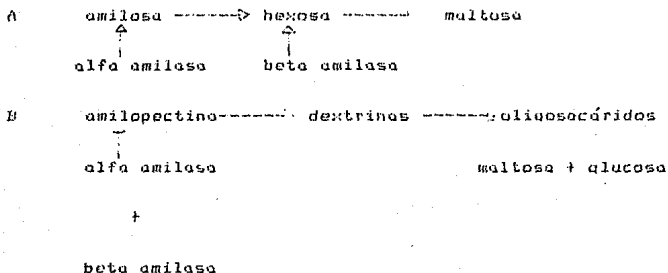 A amilosa -------> hexosa ------- maltosa
alfa amilasa beta amilasa
B amilopectina------- dextrinas ------- oligosacáridos
alfa amilasa maltosa + glucosa
+
beta amilasa